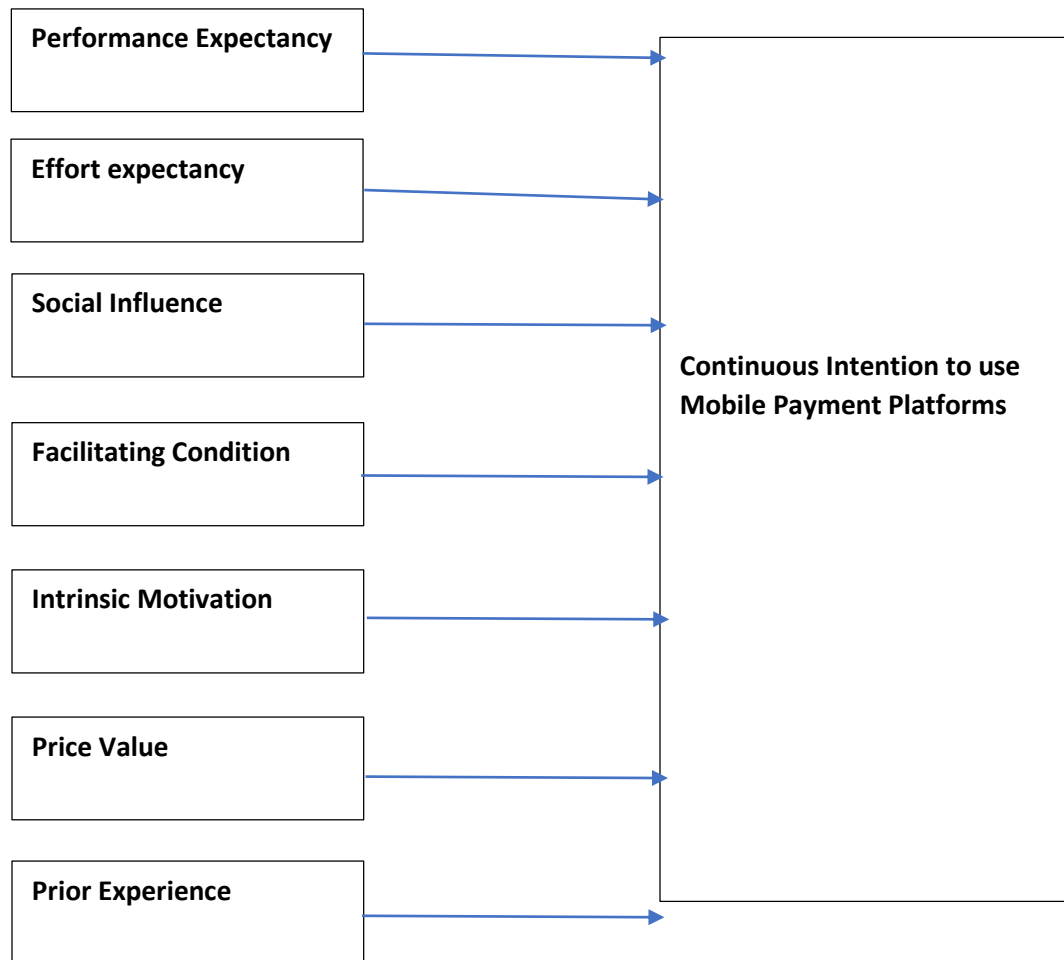 Performance Expectancy
Effort expectancy
Social Influence
Continuous Intention to use
Mobile Payment Platforms
Facilitating Condition
Intrinsic Motivation
Price Value
Prior Experience